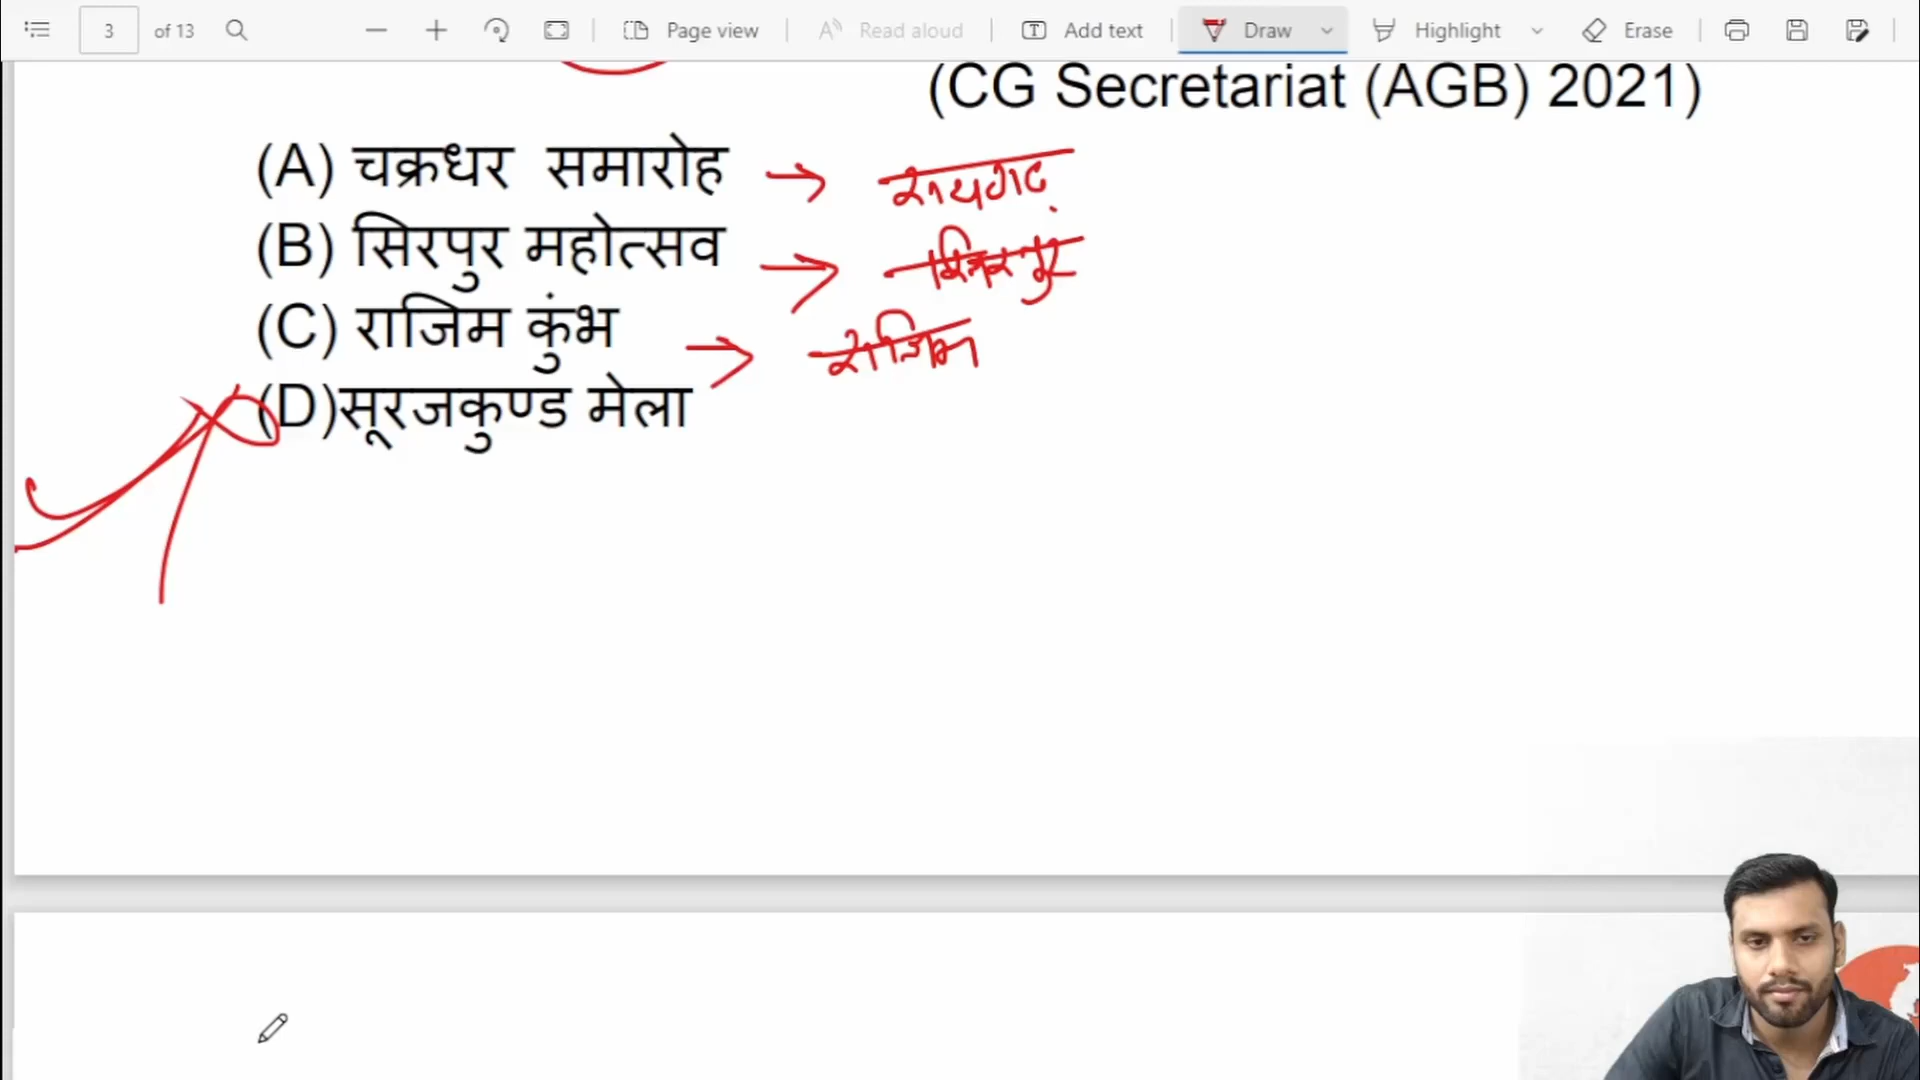 3 of 13 Page view Read aloud Add text Draw Highlight Erase
(CG Secretariat (AGB) 2021)
(A) चक्रधर समारोह → रायगढ़
(B) सिरपुर महोत्सव → सिरपुर
(C) राजिम कुंभ → राजिम
(D)सूरजकुण्ड मेला